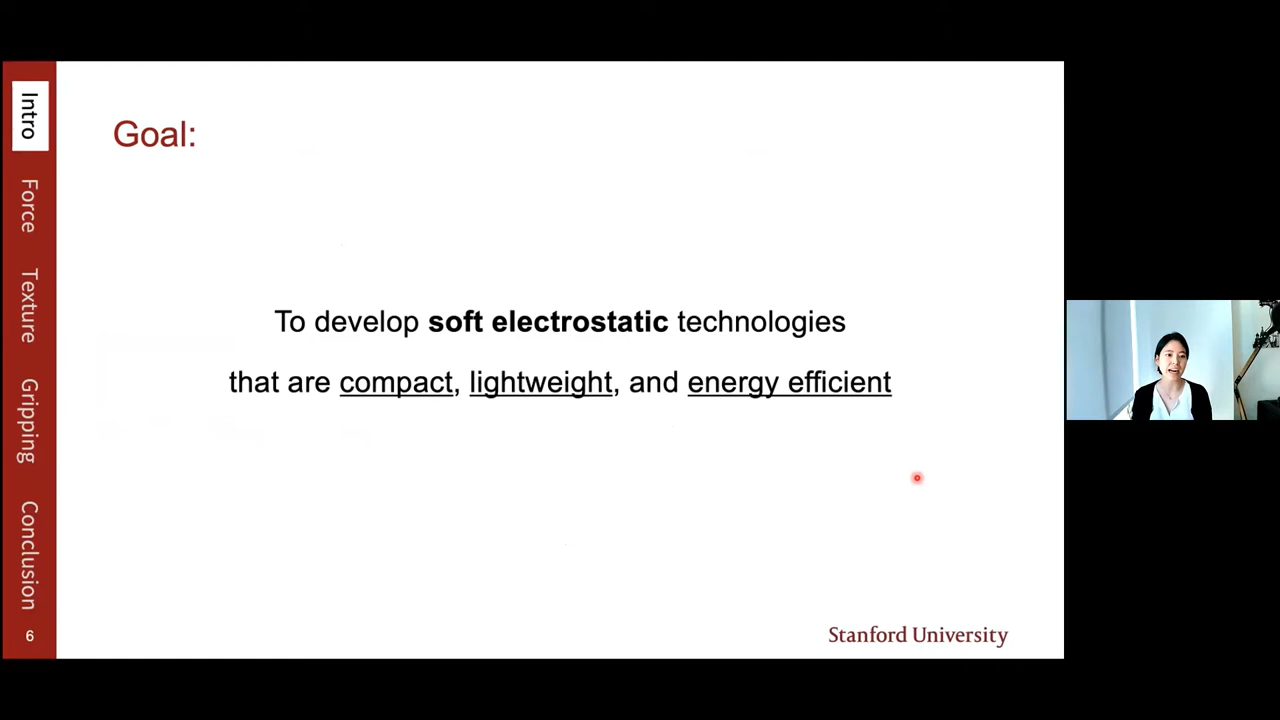 Intro
Force
Texture
Gripping
Conclusion
6
Goal:
To develop soft electrostatic technologies
that are compact, lightweight, and energy efficient
Stanford University